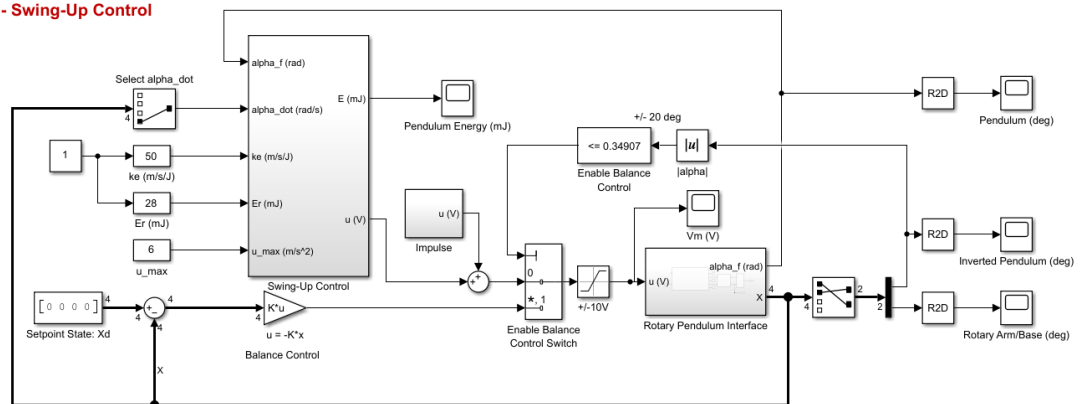 - Swing-Up Control
Select alpha_dot
4
1
50
ke (m/s/J)
28
Er (mJ)
6
u_max
alpha_f (rad)
alpha_dot (rad/s)
ke (m/s/J)
Er (mJ)
u_max (m/s^2)
E (mJ)
u (V)
Swing-Up Control
Pendulum Energy (mJ)
[ 0 0 0 0 ]
Setpoint State: Xd
4
4
+
−
4
4
4
K*u
u = -K*x
Balance Control
X
u (V)
Impulse
+
+
0
*, 1
Enable Balance
Control Switch
+/-10V
+/- 20 deg
<= 0.34907
Enable Balance
Control
|u|
|alpha|
Vm (V)
u (V)
alpha_f (rad)
X
Rotary Pendulum Interface
4
4
2
2
R2D
Pendulum (deg)
R2D
Inverted Pendulum (deg)
R2D
Rotary Arm/Base (deg)